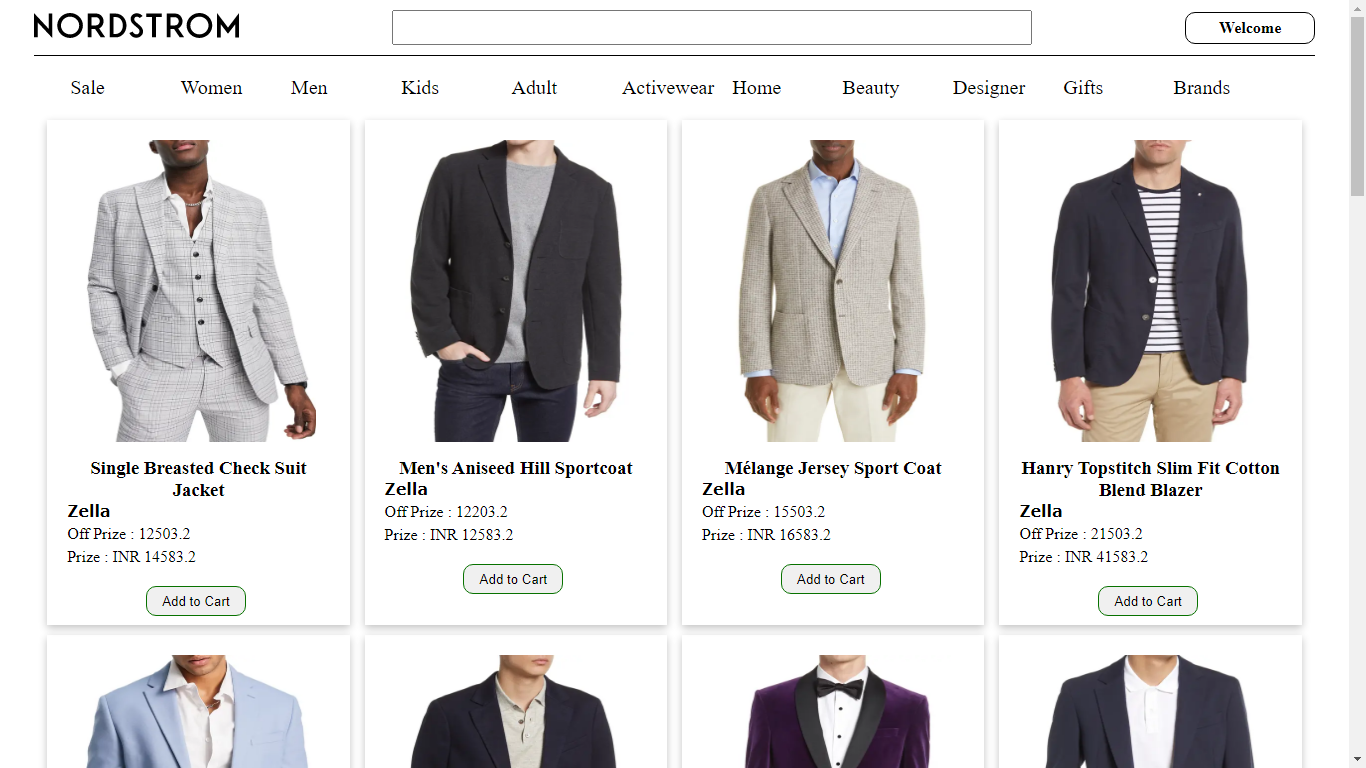 NORDSTROM
Welcome
Sale Women Men Kids Adult Activewear Home Beauty Designer Gifts Brands
Single Breasted Check Suit
Jacket
Zella
Off Prize : 12503.2
Prize : INR 14583.2
Add to Cart
Men's Aniseed Hill Sportcoat
Zella
Off Prize : 12203.2
Prize : INR 12583.2
Add to Cart
Mélange Jersey Sport Coat
Zella
Off Prize : 15503.2
Prize : INR 16583.2
Add to Cart
Hanry Topstitch Slim Fit Cotton
Blend Blazer
Zella
Off Prize : 21503.2
Prize : INR 41583.2
Add to Cart